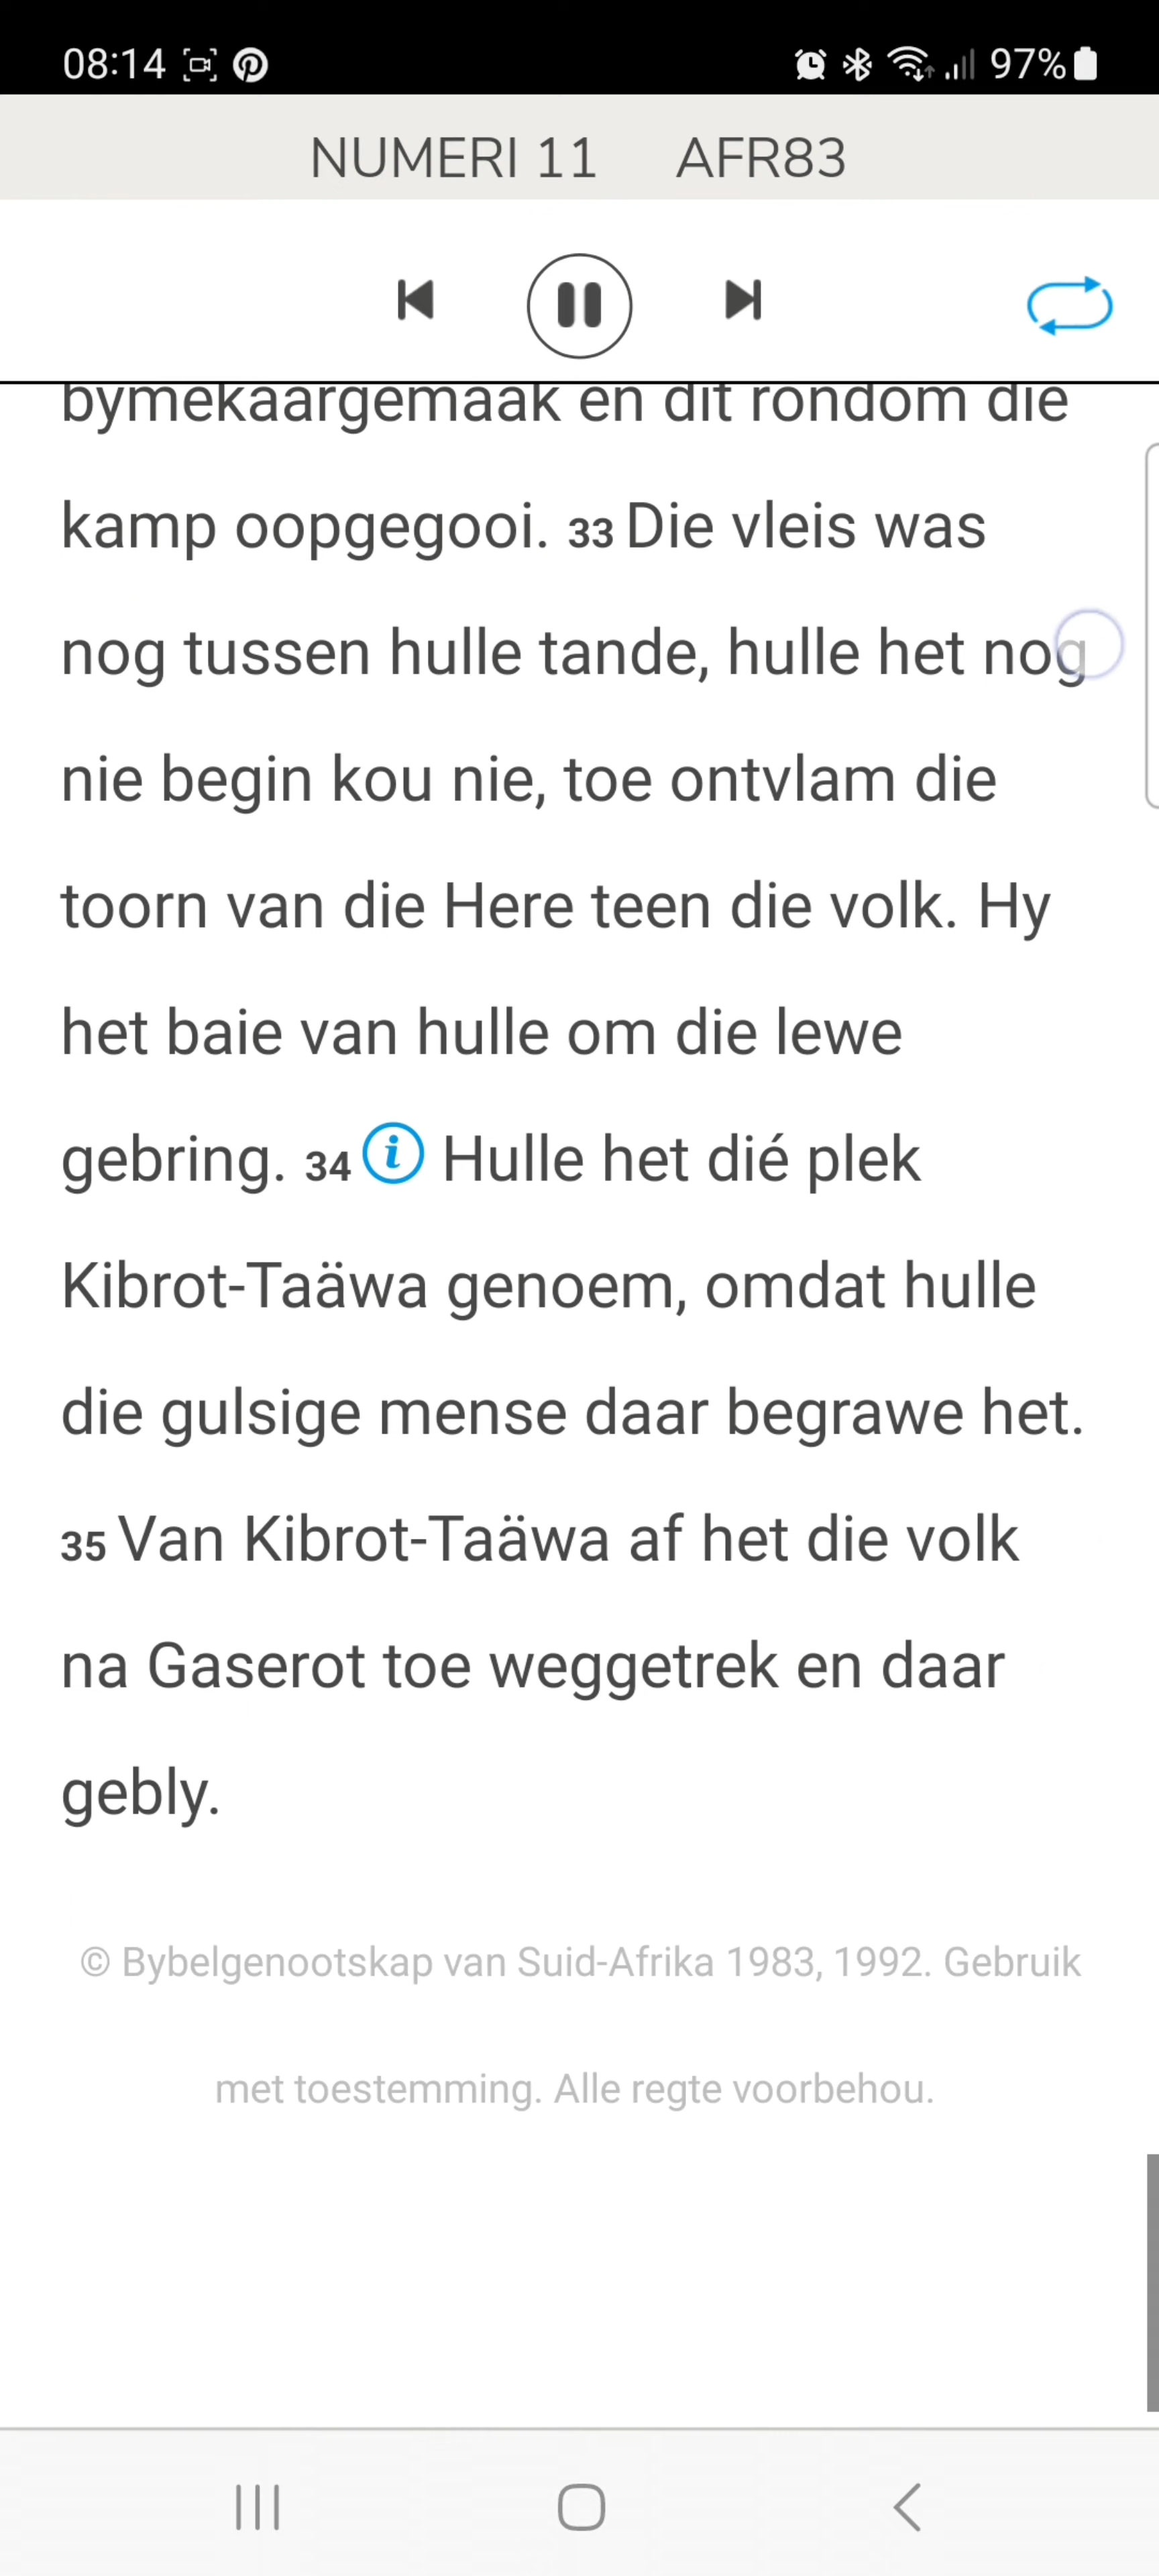 08:14 97%
NUMERI 11 AFR83
bymekaargemaak en dit rondom die
kamp oopgegooi. 33 Die vleis was
nog tussen hulle tande, hulle het nog
nie begin kou nie, toe ontvlam die
toorn van die Here teen die volk. Hy
het baie van hulle om die lewe
gebring. 34 Hulle het dié plek
Kibrot-Taäwa genoem, omdat hulle
die gulsige mense daar begrawe het.
35 Van Kibrot-Taäwa af het die volk
na Gaserot toe weggetrek en daar
gebly.
© Bybelgenootskap van Suid-Afrika 1983, 1992. Gebruik
met toestemming. Alle regte voorbehou.